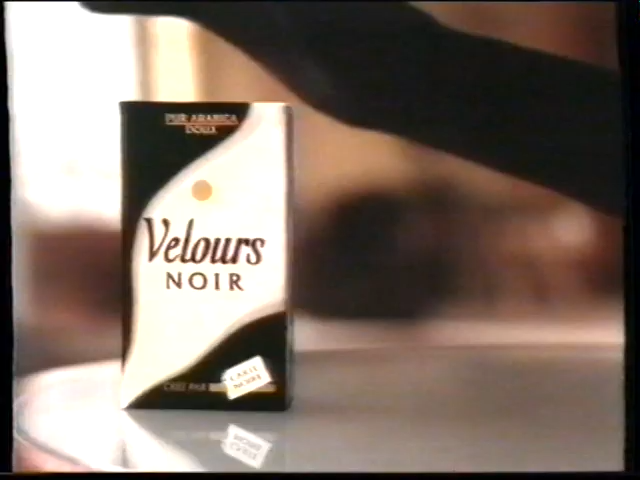 PUR ARABICA
DOUX
Velours
NOIR
CRÉÉ PAR
CARTE
NOIRE